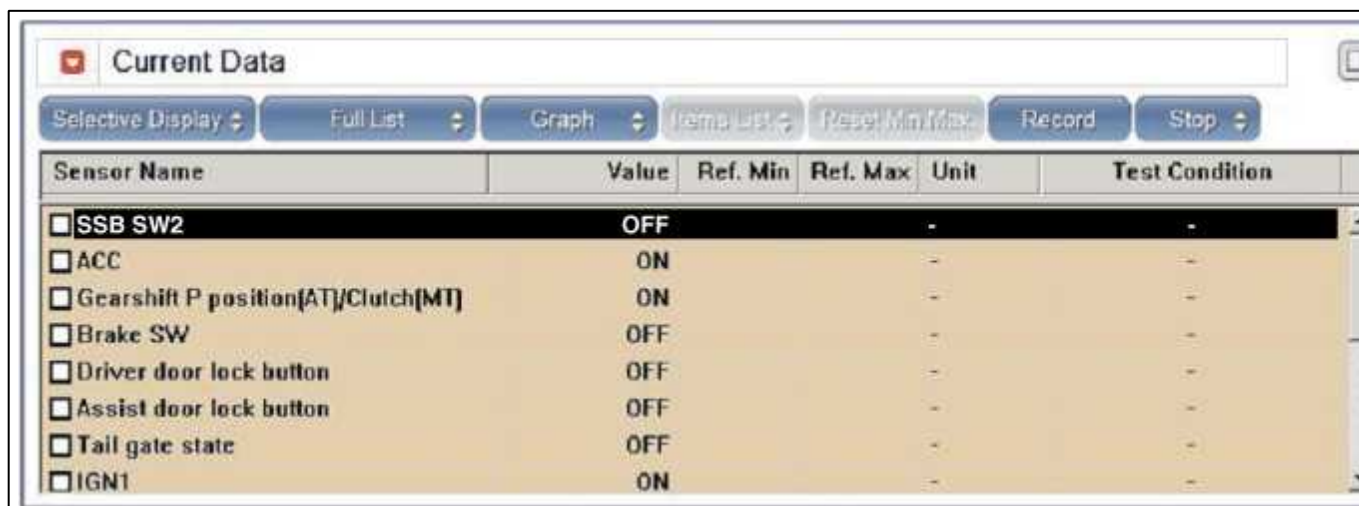 Current Data
Selective Display Full List Graph Items List Reset Min.Max. Record Stop
Sensor Name Value Ref. Min Ref. Max Unit Test Condition
SSB SW2 OFF - -
ACC ON - -
Gearshift P position(AT)/Clutch(MT) ON - -
Brake SW OFF - -
Driver door lock button OFF - -
Assist door lock button OFF - -
Tail gate state OFF - -
IGN1 ON - -